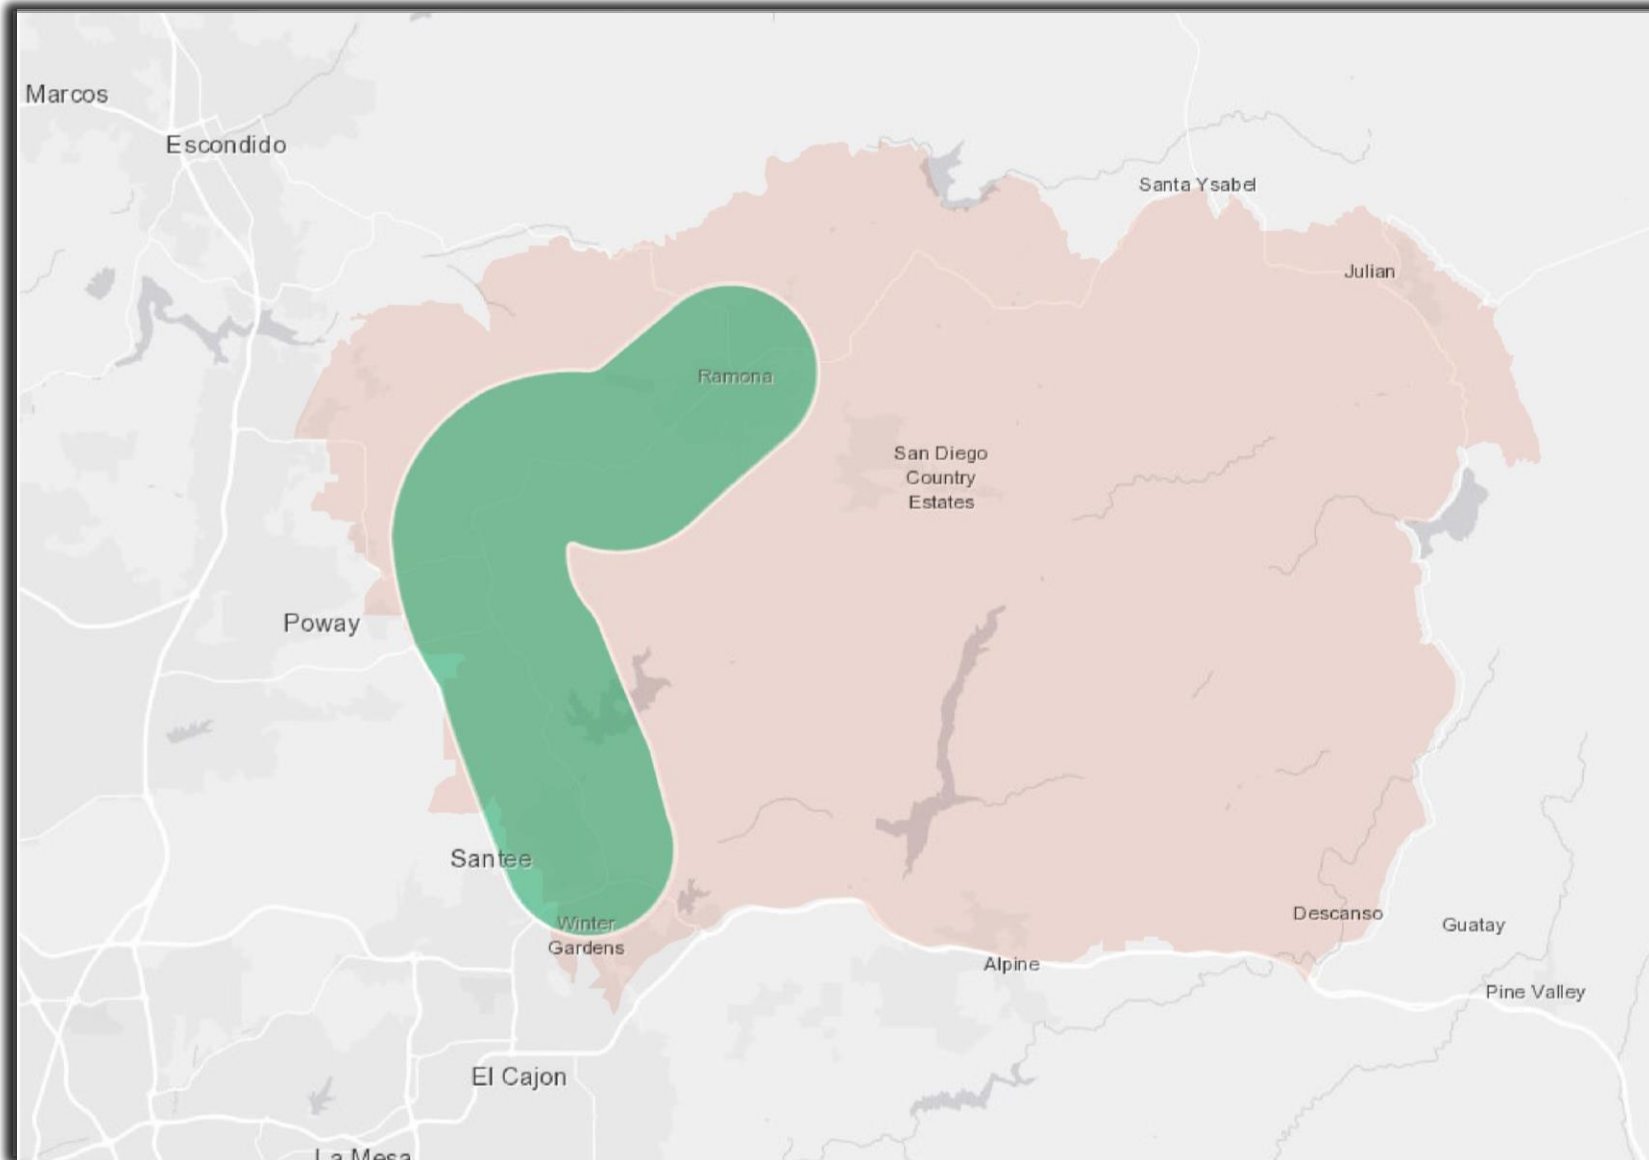 Marcos
Escondido
Santa Ysabel
Julian
Ramona
San Diego
Country
Estates
Poway
Santee
Winter
Gardens
Descanso
Guatay
Alpine
Pine Valley
El Cajon
La Mesa